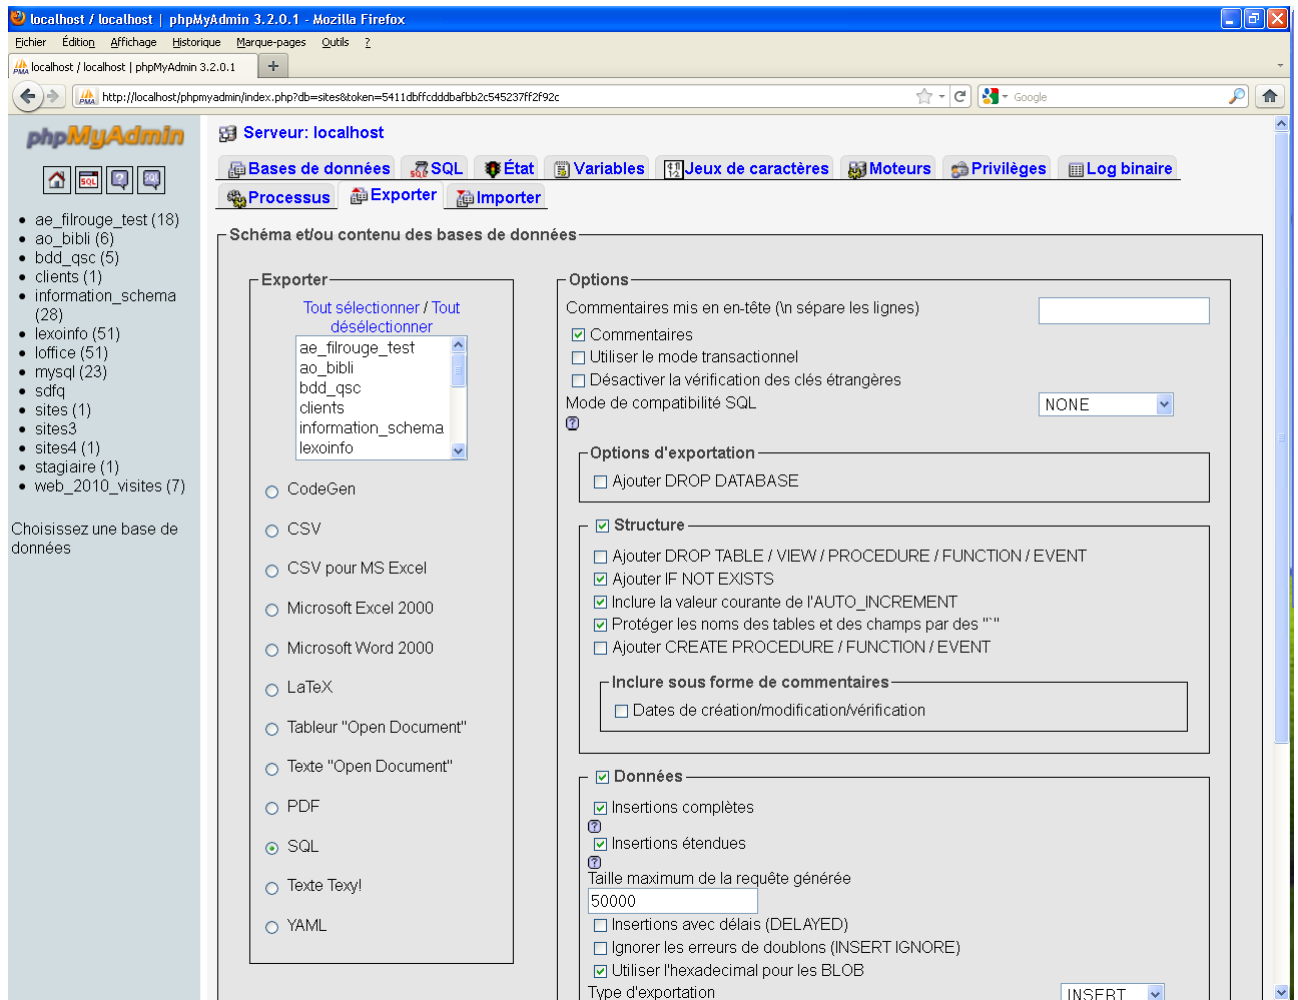 localhost / localhost | phpMyAdmin 3.2.0.1 - Mozilla Firefox
Fichier Édition Affichage Historique Marque-pages Outils ?
localhost / localhost | phpMyAdmin 3.2.0.1
http://localhost/phpmyadmin/index.php?db=sites&token=5411dbffcdddbafbb2c545237ff2f92c
Google
phpMyAdmin
ae_filrouge_test (18)
ao_bibli (6)
bdd_qsc (5)
clients (1)
information_schema
(28)
lexoinfo (51)
loffice (51)
mysql (23)
sdfq
sites (1)
sites3
sites4 (1)
stagiaire (1)
web_2010_visites (7)
Choisissez une base de
données
Serveur: localhost
Bases de données SQL État Variables Jeux de caractères Moteurs Privilèges Log binaire
Processus Exporter Importer
Schéma et/ou contenu des bases de données
Exporter
Tout sélectionner / Tout
désélectionner
ae_filrouge_test
ao_bibli
bdd_qsc
clients
information_schema
lexoinfo
CodeGen
CSV
CSV pour MS Excel
Microsoft Excel 2000
Microsoft Word 2000
LaTeX
Tableur "Open Document"
Texte "Open Document"
PDF
SQL
Texte Texy!
YAML
Options
Commentaires mis en en-tête (\n sépare les lignes)
Commentaires
Utiliser le mode transactionnel
Désactiver la vérification des clés étrangères
Mode de compatibilité SQL NONE
Options d'exportation
Ajouter DROP DATABASE
Structure
Ajouter DROP TABLE / VIEW / PROCEDURE / FUNCTION / EVENT
Ajouter IF NOT EXISTS
Inclure la valeur courante de l'AUTO_INCREMENT
Protéger les noms des tables et des champs par des "`"
Ajouter CREATE PROCEDURE / FUNCTION / EVENT
Inclure sous forme de commentaires
Dates de création/modification/vérification
Données
Insertions complètes
Insertions étendues
Taille maximum de la requête générée
50000
Insertions avec délais (DELAYED)
Ignorer les erreurs de doublons (INSERT IGNORE)
Utiliser l'hexadecimal pour les BLOB
Type d'exportation INSERT